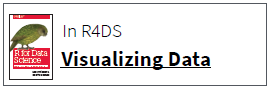 In R4DS
Visualizing Data
R for Data
Science